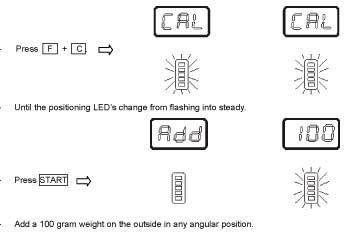 CAL CAL
- Press F + C.
- Until the positioning LED's change from flashing into steady.
Add 100
- Press START
- Add a 100 gram weight on the outside in any angular position.